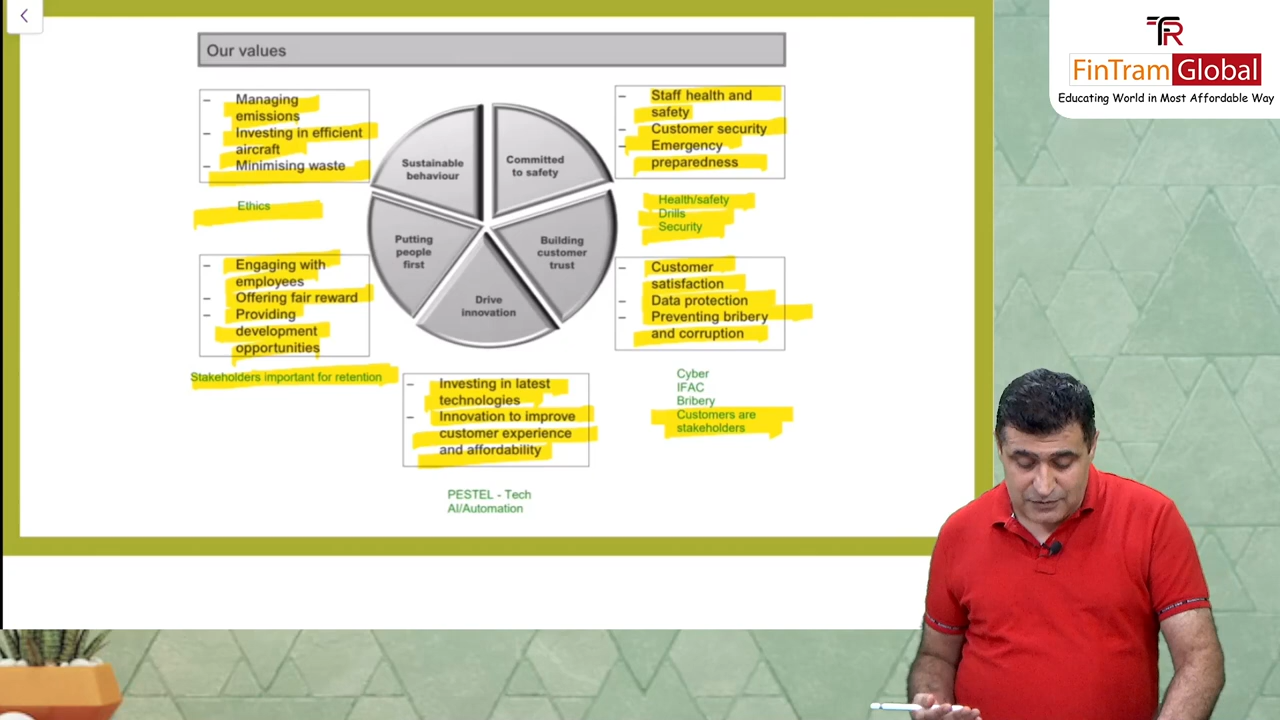 Our values
– Managing
emissions
– Investing in efficient
aircraft
– Minimising waste
Ethics
– Engaging with
employees
– Offering fair reward
– Providing
development
opportunities
Stakeholders important for retention
Sustainable
behaviour
Committed
to safety
Putting
people
first
Building
customer
trust
Drive
innovation
– Investing in latest
technologies
– Innovation to improve
customer experience
and affordability
PESTEL - Tech
AI/Automation
– Staff health and
safety
– Customer security
– Emergency
preparedness
Health/safety
Drills
Security
– Customer
satisfaction
– Data protection
– Preventing bribery
and corruption
Cyber
IFAC
Bribery
Customers are
stakeholders
FinTram Global
Educating World in Most Affordable Way